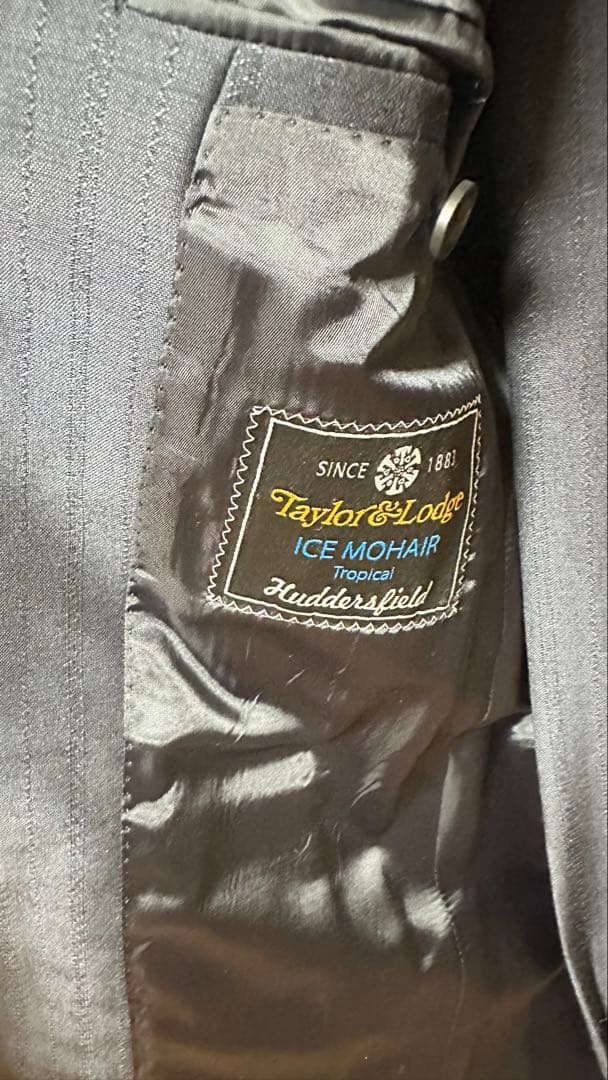 SINCE 1883
Taylor & Lodge
ICE MOHAIR
Tropical
Huddersfield